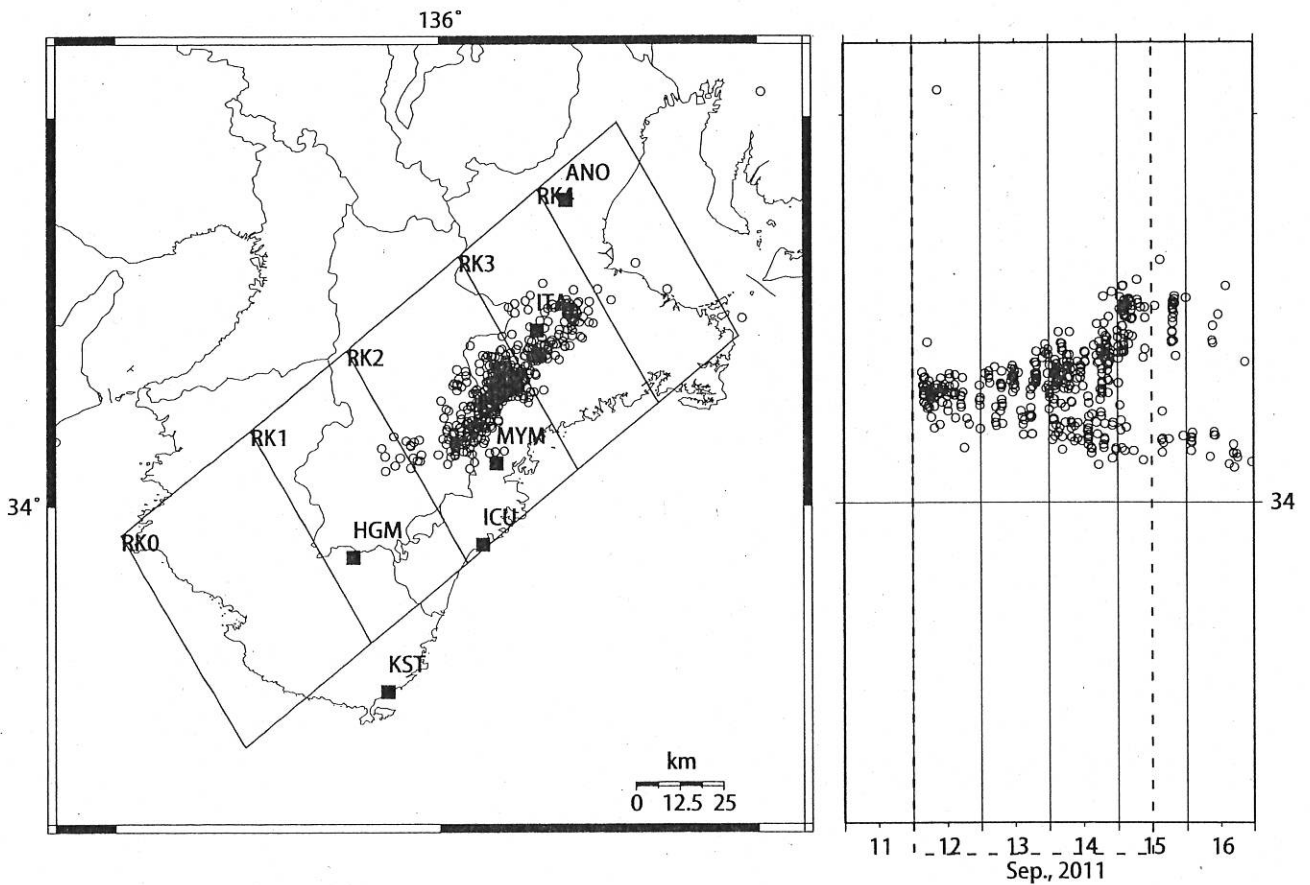 136°
ANO
RK4
RK3
ITA
RK2
RK1
MYM
34°
34
HGM
ICU
RK0
KST
km
0 12.5 25
11 12 13 14 15 16
Sep., 2011